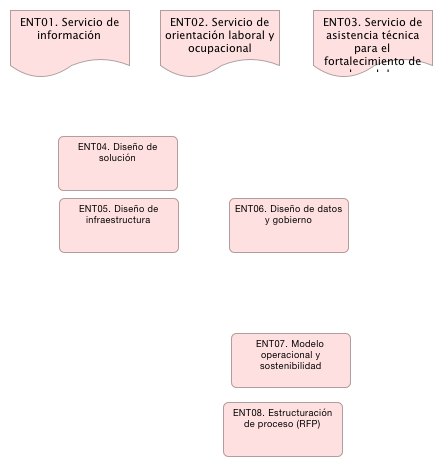 ENT01. Servicio de
información
ENT02. Servicio de
orientación laboral y
ocupacional
ENT03. Servicio de
asistencia técnica
para el
fortalecimiento de
ENT04. Diseño de
solución
ENT05. Diseño de
infraestructura
ENT06. Diseño de datos
y gobierno
ENT07. Modelo
operacional y
sostenibilidad
ENT08. Estructuración
de proceso (RFP)